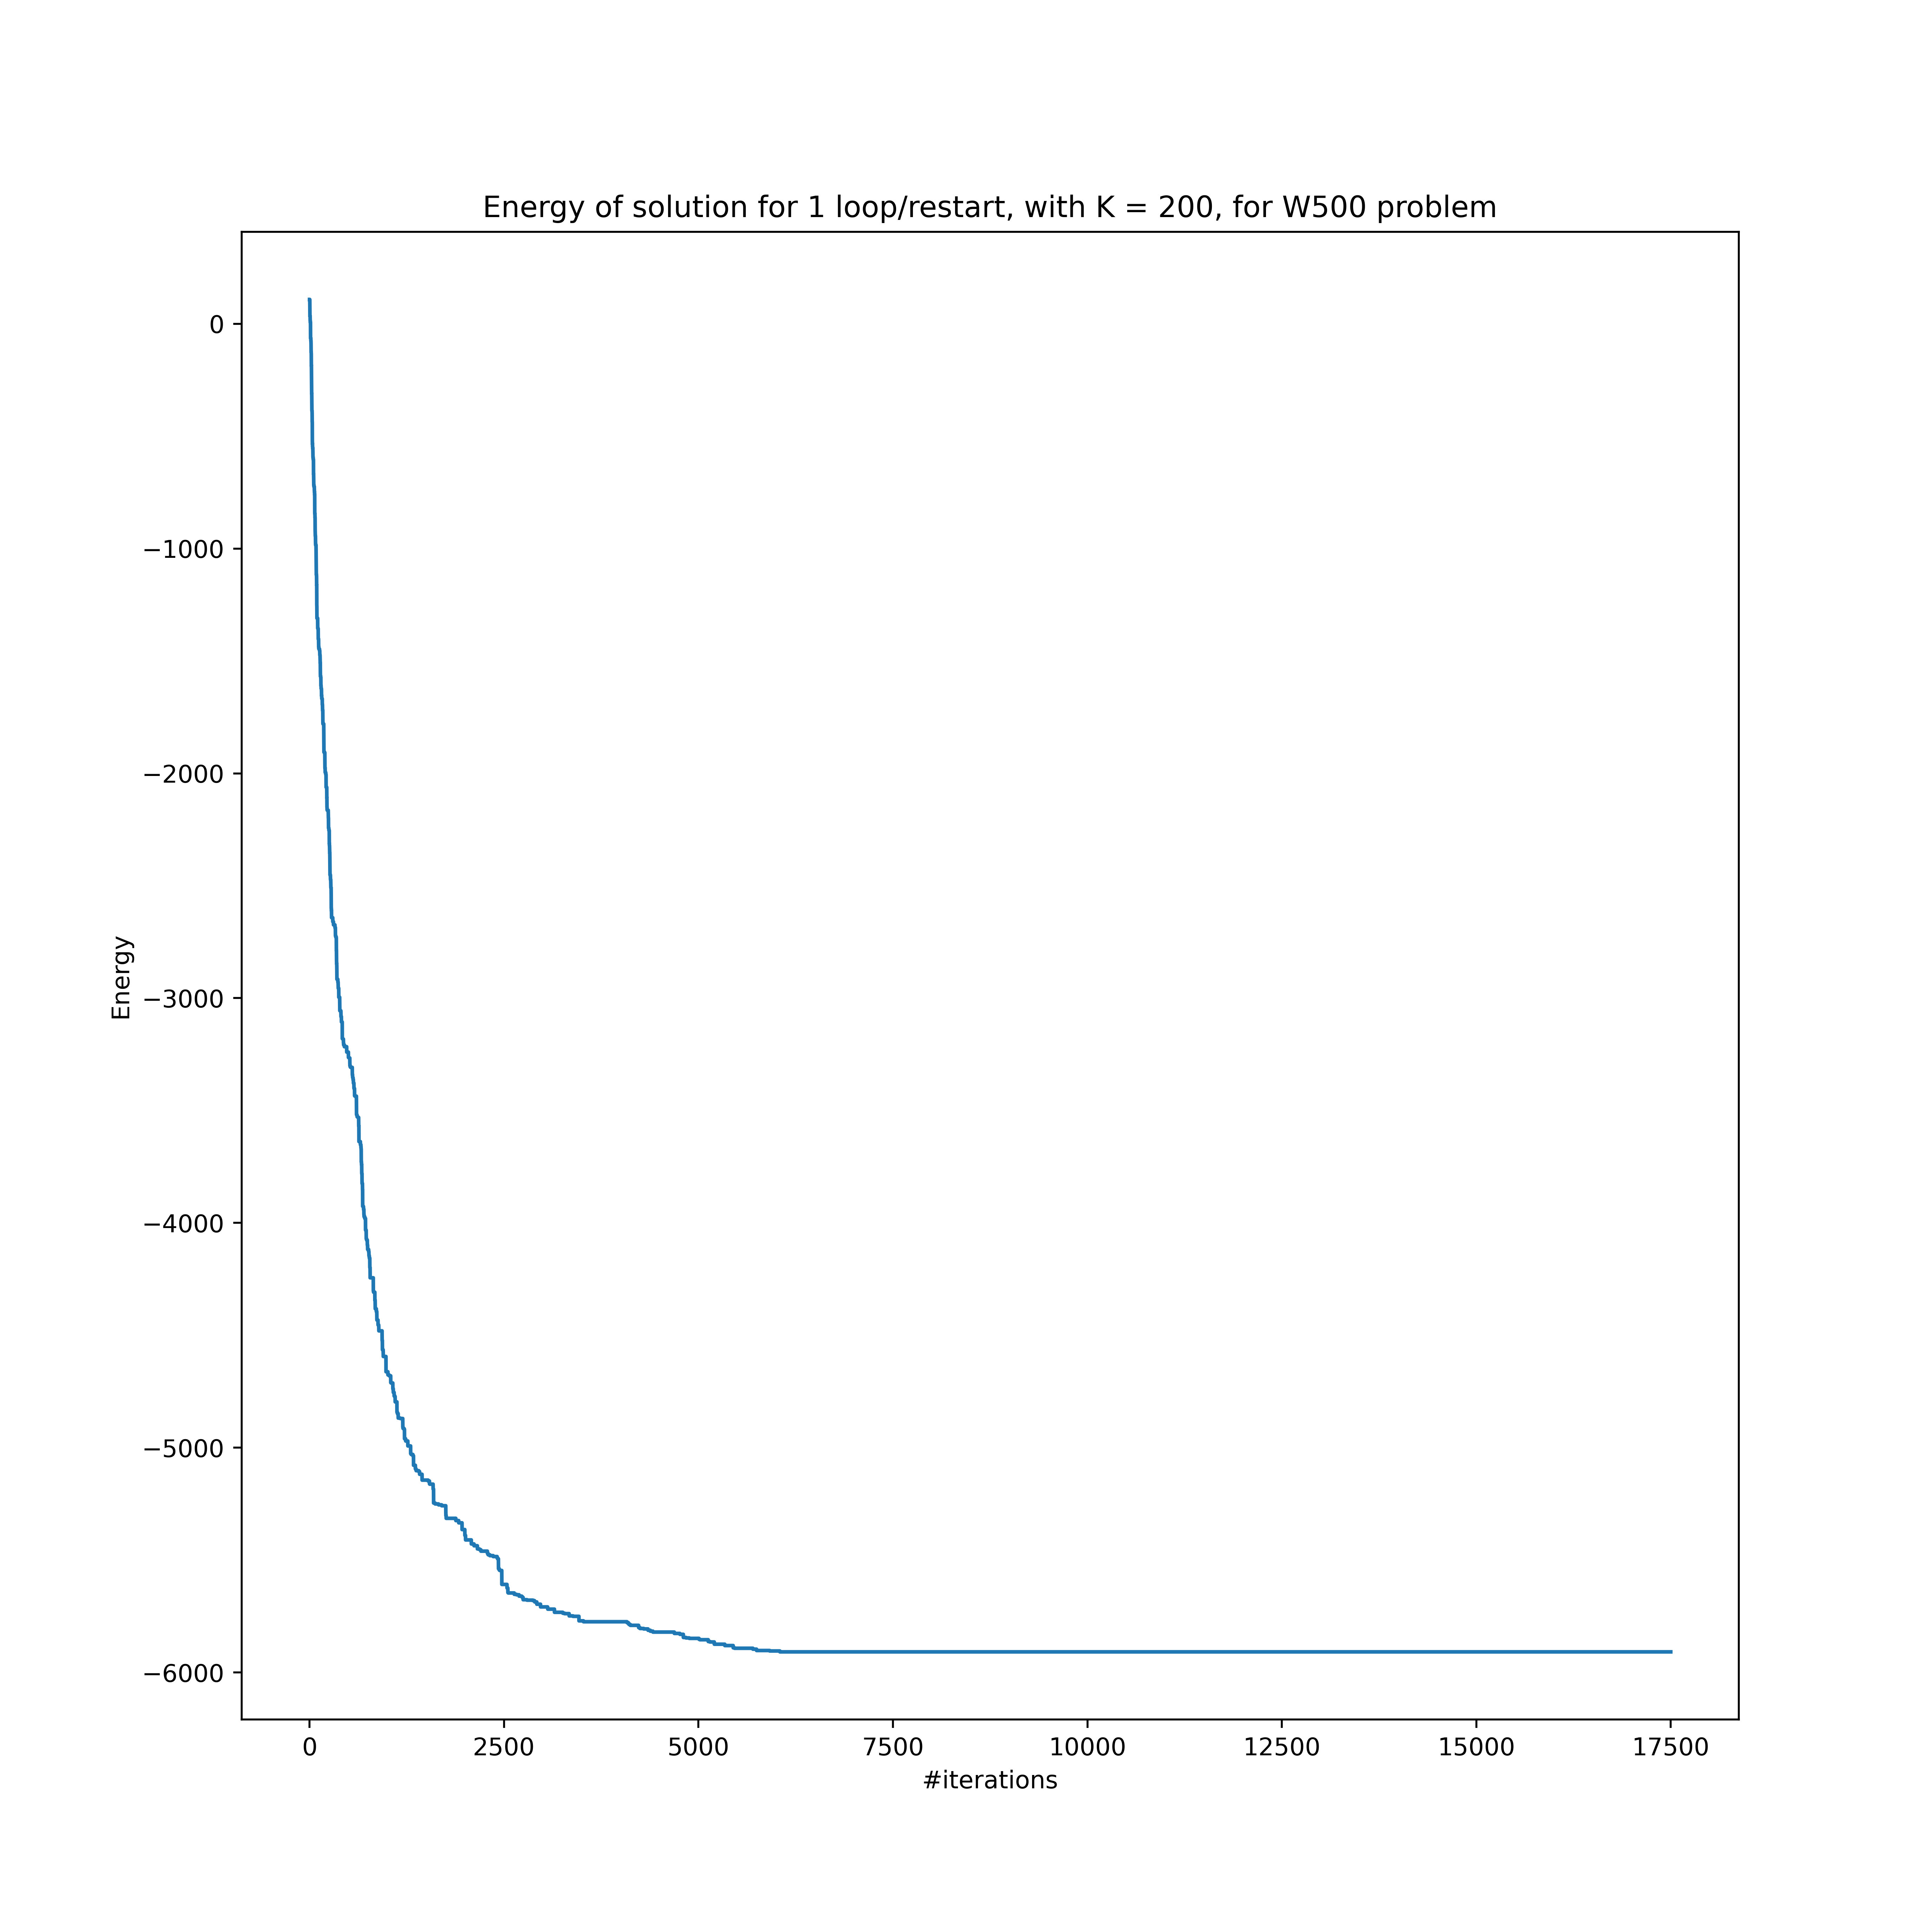 Energy of solution for 1 loop/restart, with K = 200, for W500 problem
0
−1000
−2000
−3000
−4000
−5000
−6000
Energy
0 2500 5000 7500 10000 12500 15000 17500
#iterations